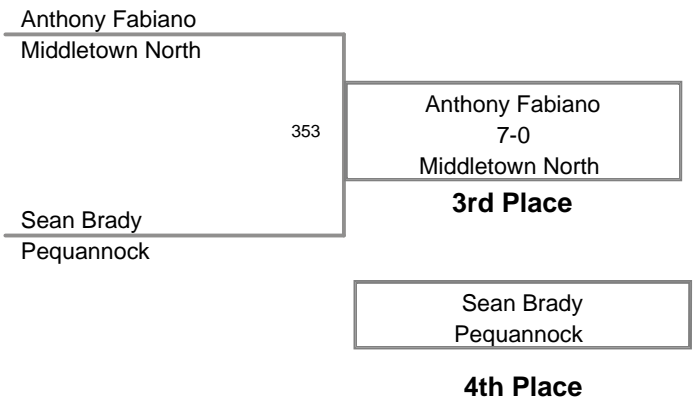 Anthony Fabiano
Middletown North
353
Anthony Fabiano
7-0
Middletown North
3rd Place
Sean Brady
Pequannock
Sean Brady
Pequannock
4th Place